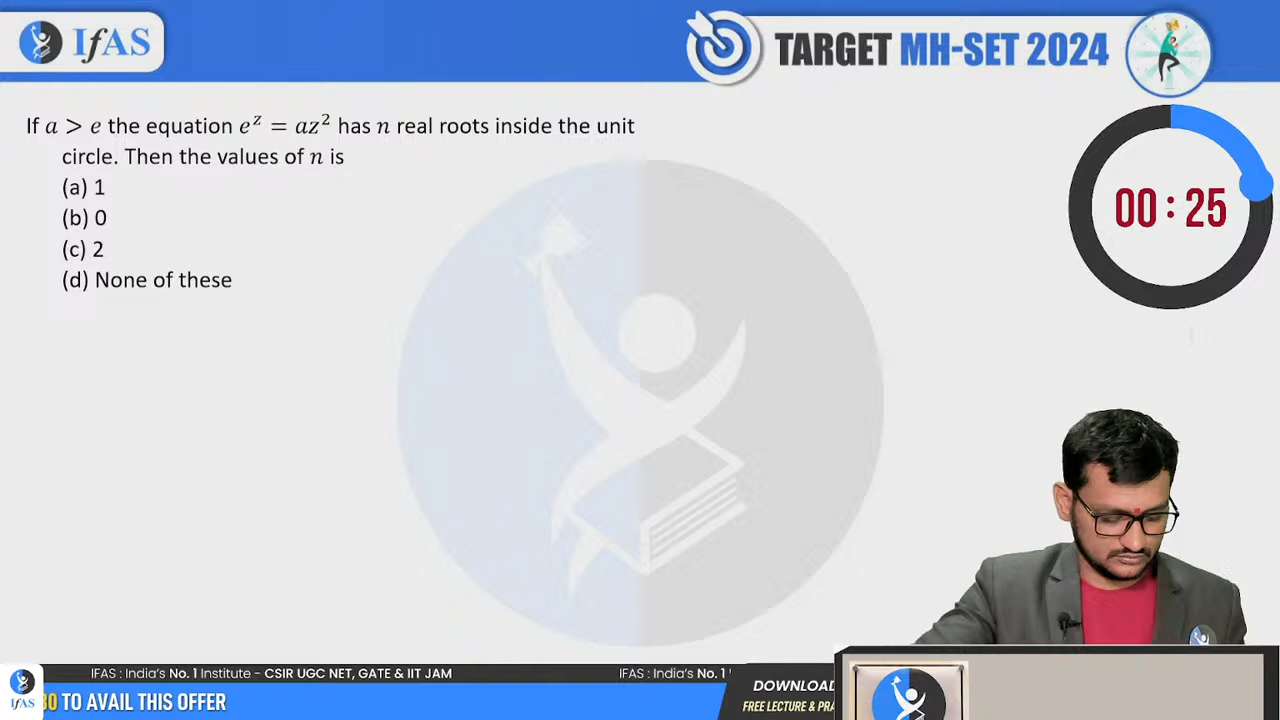 IfAS
TARGET MH-SET 2024
If a > e the equation e^z = az^2 has n real roots inside the unit
circle. Then the values of n is
(a) 1
(b) 0
(c) 2
(d) None of these
00 : 25
IFAS : India's No. 1 Institute - CSIR UGC NET, GATE & IIT JAM
IFAS : India's No. 1
IfAS
TO AVAIL THIS OFFER
DOWNLOAD
FREE LECTURE &